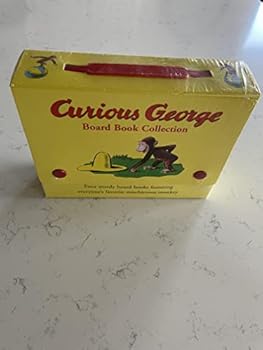 Curious George
Board Book Collection
Four sturdy board books featuring
everyone's favorite mischievous monkey